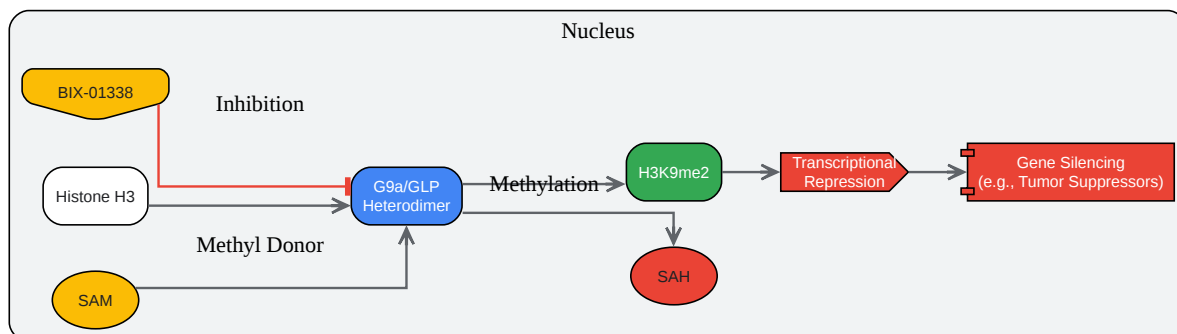 Nucleus
BIX-01338
Inhibition
Histone H3
G9a/GLP
Heterodimer
Methylation
H3K9me2
Transcriptional
Repression
Gene Silencing
(e.g., Tumor Suppressors)
Methyl Donor
SAM
SAH